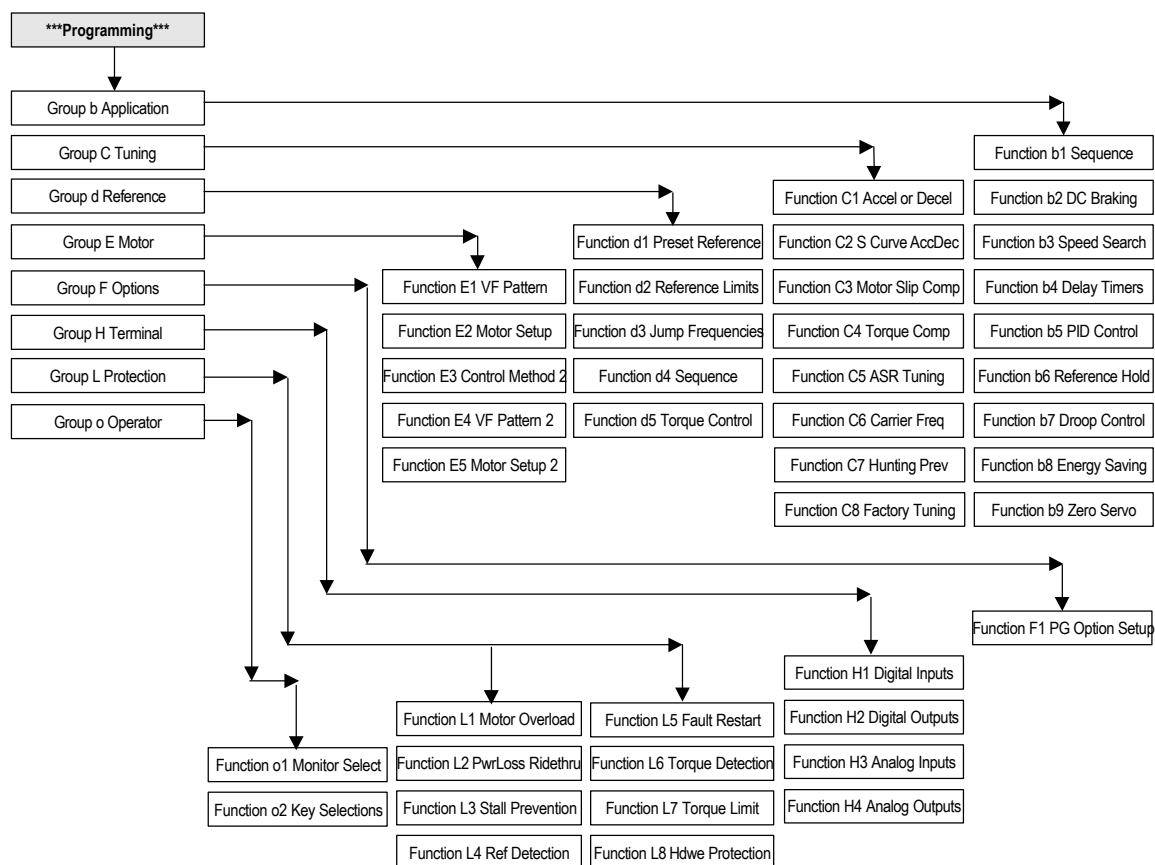 ***Programming***
Group b Application
Group C Tuning
Group d Reference
Group E Motor
Group F Options
Group H Terminal
Group L Protection
Group o Operator
Function b1 Sequence
Function b2 DC Braking
Function b3 Speed Search
Function b4 Delay Timers
Function b5 PID Control
Function b6 Reference Hold
Function b7 Droop Control
Function b8 Energy Saving
Function b9 Zero Servo
Function C1 Accel or Decel
Function C2 S Curve AccDec
Function C3 Motor Slip Comp
Function C4 Torque Comp
Function C5 ASR Tuning
Function C6 Carrier Freq
Function C7 Hunting Prev
Function C8 Factory Tuning
Function d1 Preset Reference
Function d2 Reference Limits
Function d3 Jump Frequencies
Function d4 Sequence
Function d5 Torque Control
Function E1 VF Pattern
Function E2 Motor Setup
Function E3 Control Method 2
Function E4 VF Pattern 2
Function E5 Motor Setup 2
Function F1 PG Option Setup
Function H1 Digital Inputs
Function H2 Digital Outputs
Function H3 Analog Inputs
Function H4 Analog Outputs
Function L1 Motor Overload
Function L2 PwrLoss Ridethru
Function L3 Stall Prevention
Function L4 Ref Detection
Function L5 Fault Restart
Function L6 Torque Detection
Function L7 Torque Limit
Function L8 Hdwe Protection
Function o1 Monitor Select
Function o2 Key Selections